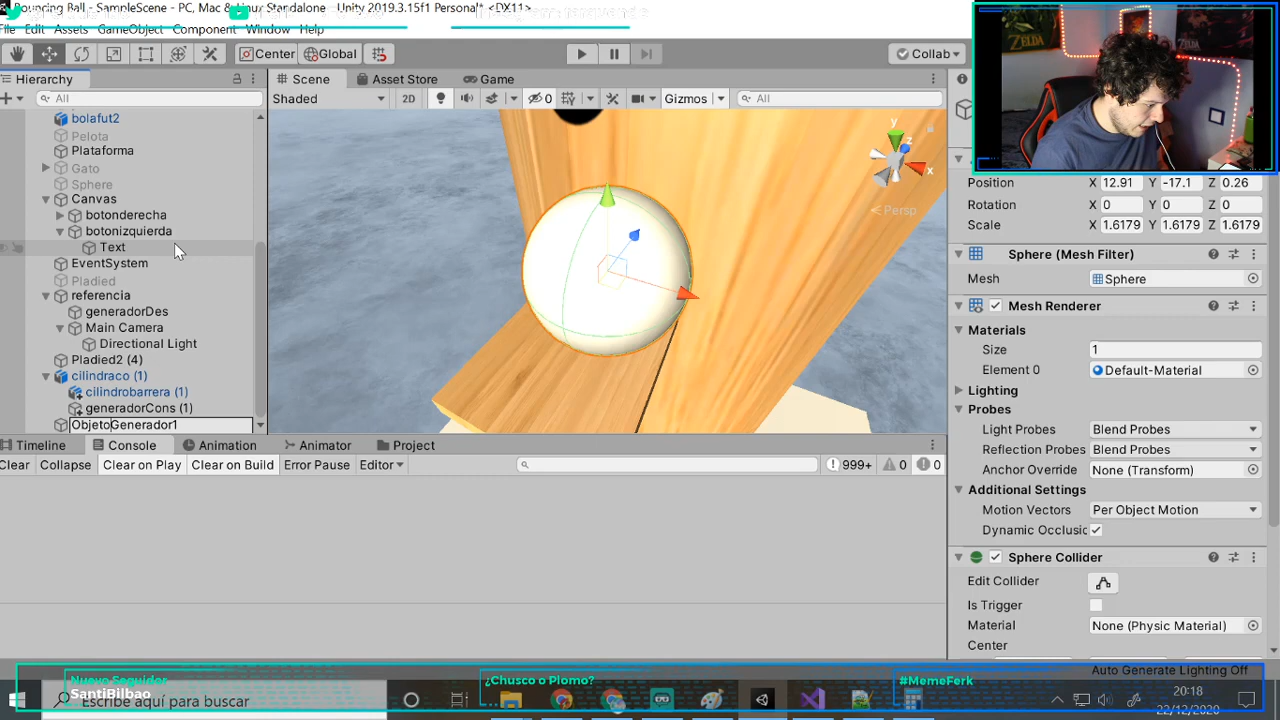 Bouncing Ball - SampleScene - PC, Mac & Linux Standalone - Unity 2019.3.15f1 Personal* <DX11>
File Edit Assets GameObject Component Window Help
Center Global Collab
Hierarchy Scene Asset Store Game
All Shaded 2D 0 Gizmos All
bolafut2
Pelota
Plataforma
Gato
Sphere
Canvas
botonderecha
botonizquierda
Text
EventSystem
Pladied
referencia
generadorDes
Main Camera
Directional Light
Pladied2 (4)
cilindraco (1)
cilindrobarrera (1)
generadorCons (1)
ObjetoGenerador1
y
z
x
Persp
Position X 12.91 Y -17.1 Z 0.26
Rotation X 0 Y 0 Z 0
Scale X 1.6179 Y 1.6179 Z 1.6179
Sphere (Mesh Filter)
Mesh Sphere
Mesh Renderer
Materials
Size 1
Element 0 Default-Material
Lighting
Probes
Light Probes Blend Probes
Reflection Probes Blend Probes
Anchor Override None (Transform)
Additional Settings
Motion Vectors Per Object Motion
Dynamic Occlusic
Sphere Collider
Edit Collider
Is Trigger
Material None (Physic Material)
Center
Auto Generate Lighting Off
Timeline Console Animation Animator Project
Clear Collapse Clear on Play Clear on Build Error Pause Editor 999+ 0 0
ZELDA
Nuevo Seguidor
SantiBilbao
¿Chusco o Plomo?
#MemeFerk
Escribe aquí para buscar
20:18
22/12/2020